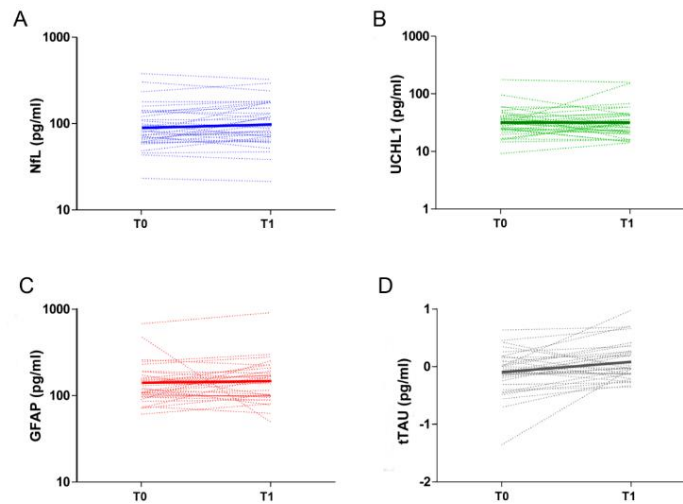 A
NfL (pg/ml)
1000
100
10
T0 T1
B
UCHL1 (pg/ml)
1000
100
10
1
T0 T1
C
GFAP (pg/ml)
1000
100
10
T0 T1
D
tTAU (pg/ml)
1
0
-1
-2
T0 T1